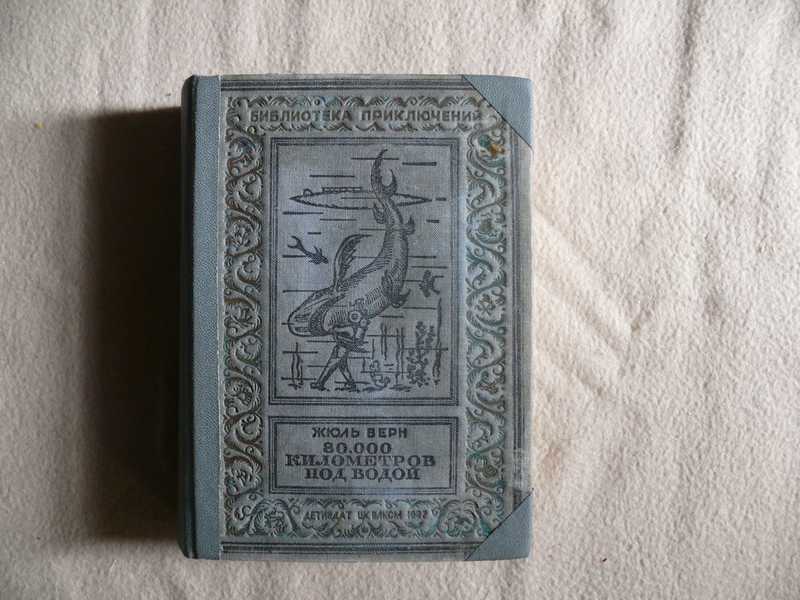 БИБЛИОТЕКА ПРИКЛЮЧЕНИЙ
ЖЮЛЬ ВЕРН
80.000
КИЛОМЕТРОВ
ПОД ВОДОЙ
ДЕТИЗДАТ ЦК ВЛКСМ 1937